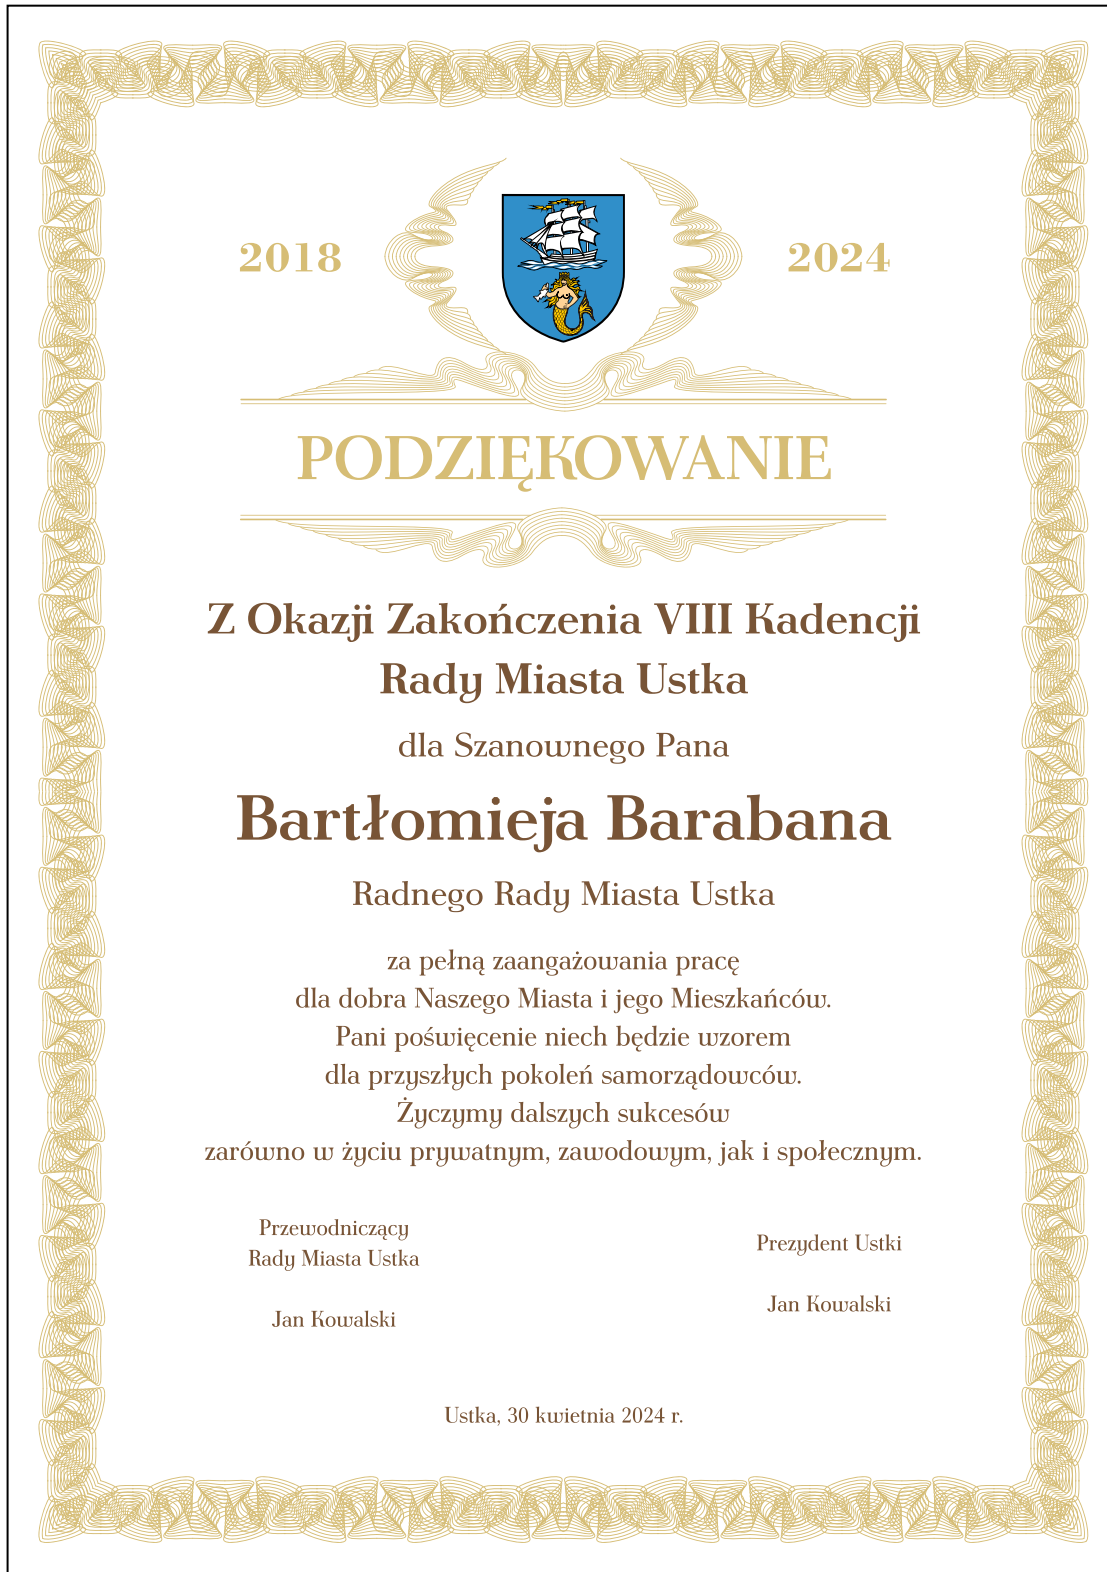 2018
2024
PODZIĘKOWANIE
Z Okazji Zakończenia VIII Kadencji
Rady Miasta Ustka
dla Szanownego Pana
Bartłomieja Barabana
Radnego Rady Miasta Ustka
za pełną zaangażowania pracę
dla dobra Naszego Miasta i jego Mieszkańców.
Pani poświęcenie niech będzie wzorem
dla przyszłych pokoleń samorządowców.
Życzymy dalszych sukcesów
zarówno w życiu prywatnym, zawodowym, jak i społecznym.
Przewodniczący
Rady Miasta Ustka
Jan Kowalski
Prezydent Ustki
Jan Kowalski
Ustka, 30 kwietnia 2024 r.